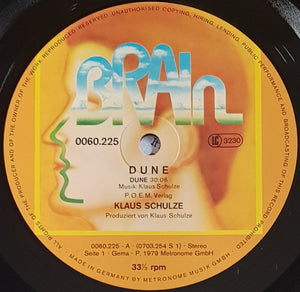 ALL RIGHTS OF THE PRODUCER AND OF THE OWNER OF THE WORK REPRODUCED RESERVED UNAUTHORISED COPYING, HIRING, LENDING, PUBLIC PERFORMANCE AND BROADCASTING OF THIS RECORD PROHIBITED
BRAIN
0060.225
LC 3230
DUNE
DUNE 30:06
Musik: Klaus Schulze
P.O.E.M. Verlag
KLAUS SCHULZE
Produziert von Klaus Schulze
0060.225 - A - (0703.254 S 1) - Stereo
Seite 1 - Gema - P 1979 Metronome GmbH
33⅓ rpm
MADE IN GERMANY BY METRONOME MUSIK GMBH